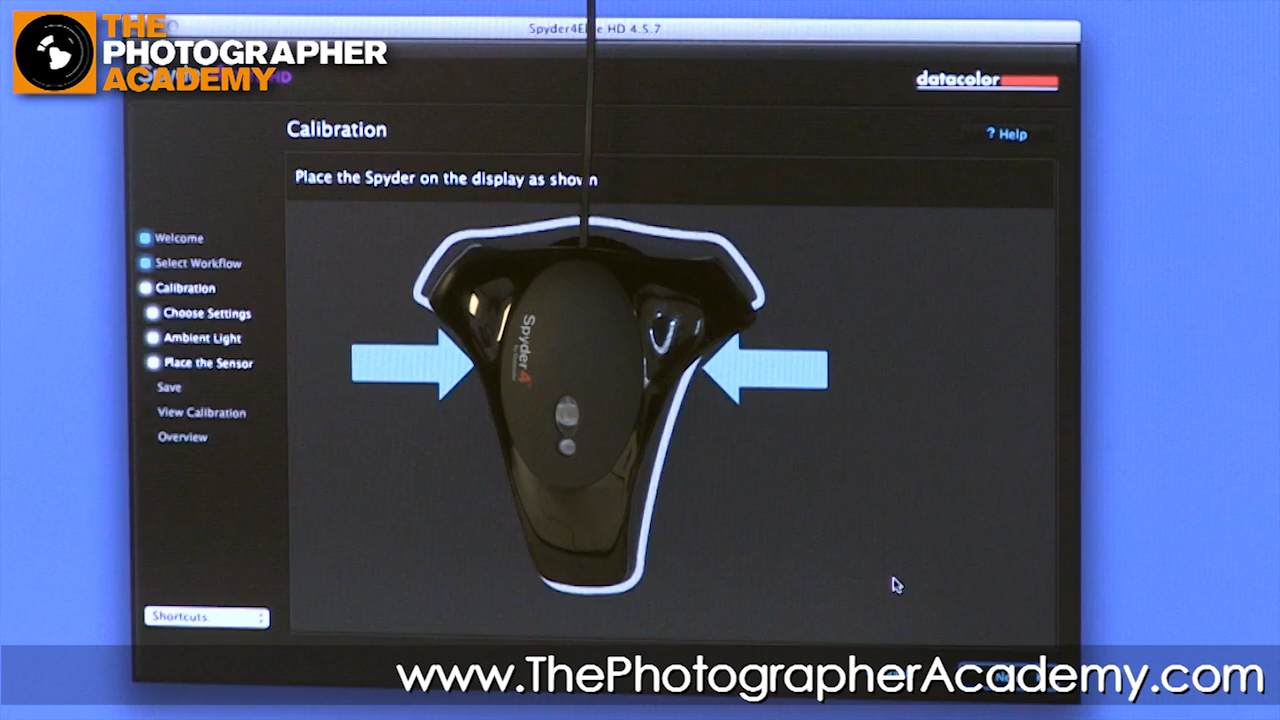 THE
PHOTOGRAPHER
ACADEMY
Spyder4Elite HD 4.5.7
HD
datacolor
Calibration
? Help
Place the Spyder on the display as shown
Welcome
Select Workflow
Calibration
Choose Settings
Ambient Light
Place the Sensor
Save
View Calibration
Overview
Spyder4
Shortcuts
www.ThePhotographerAcademy.com